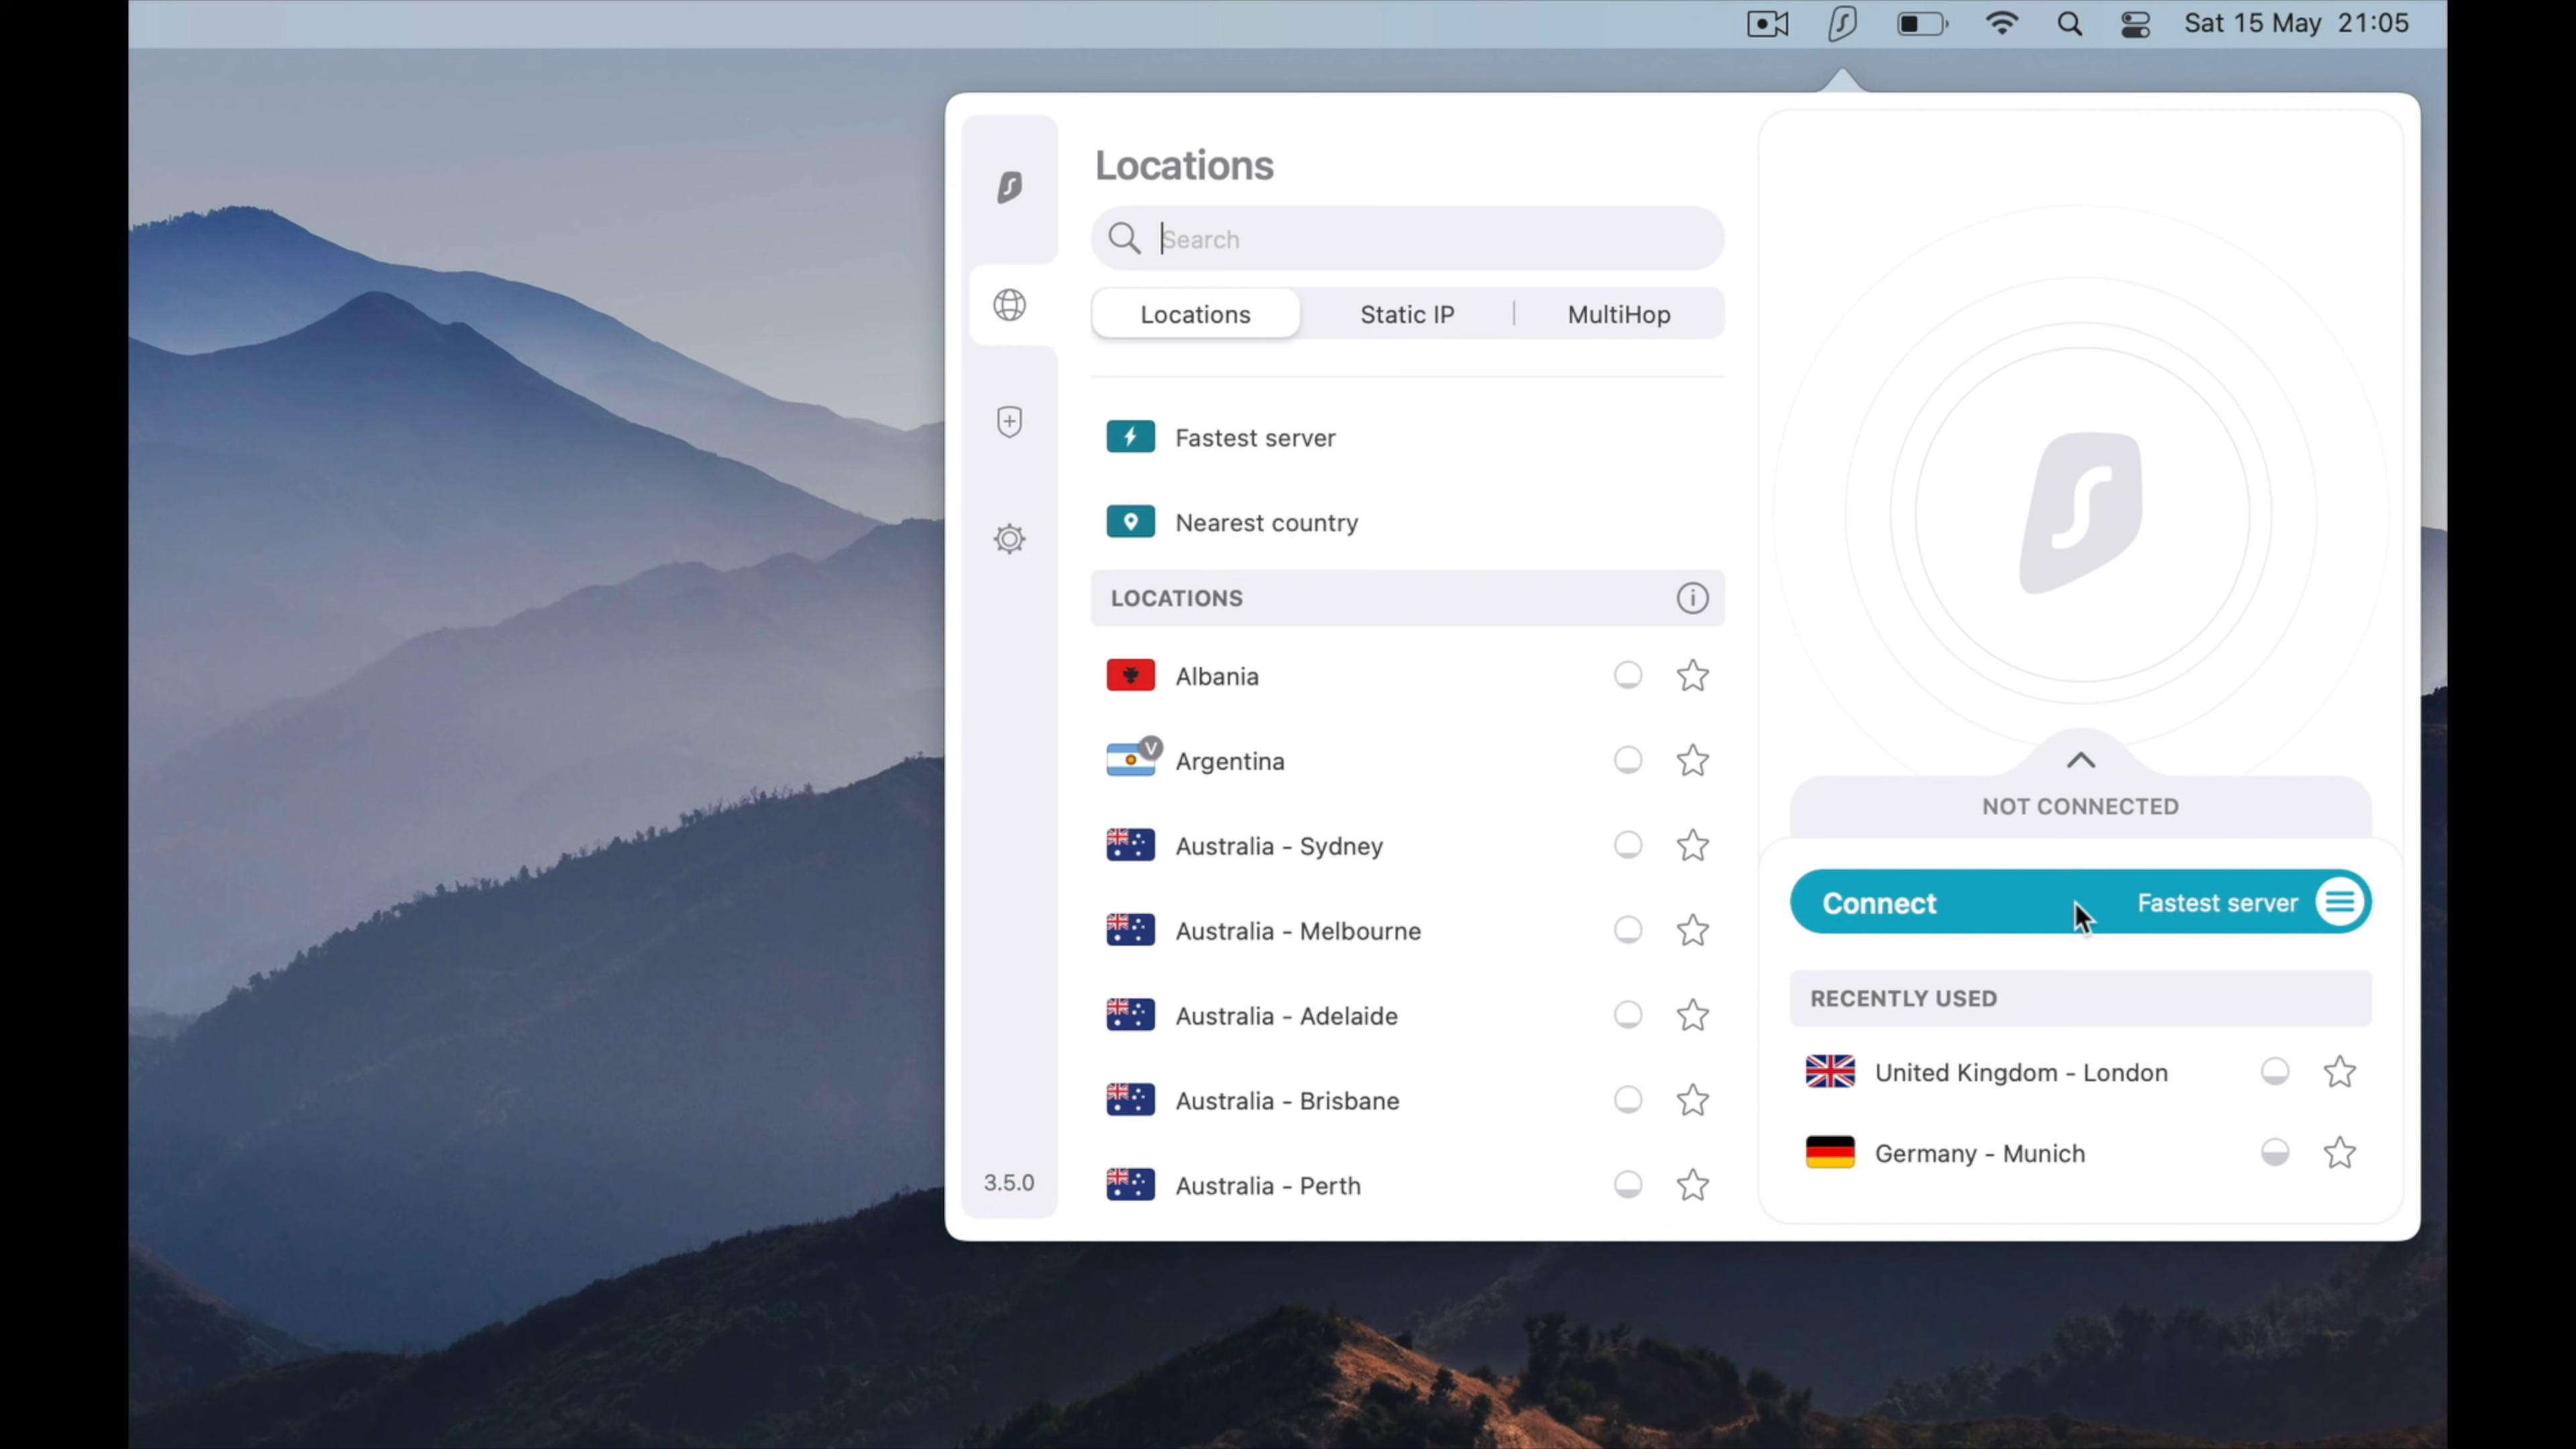 Sat 15 May 21:05
Locations
Search
Locations
Static IP
MultiHop
Fastest server
Nearest country
LOCATIONS
Albania
V
Argentina
Australia - Sydney
Australia - Melbourne
Australia - Adelaide
Australia - Brisbane
Australia - Perth
3.5.0
NOT CONNECTED
Connect
Fastest server
RECENTLY USED
United Kingdom - London
Germany - Munich